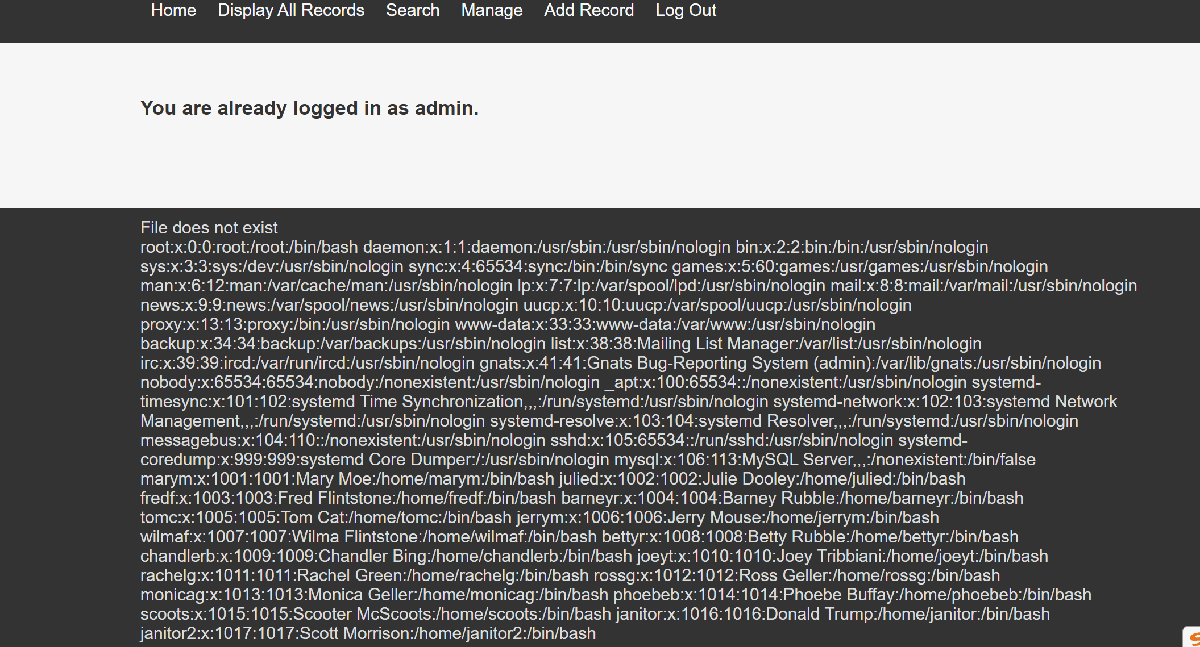 Home Display All Records Search Manage Add Record Log Out
You are already logged in as admin.
File does not exist
root:x:0:0:root:/root:/bin/bash daemon:x:1:1:daemon:/usr/sbin:/usr/sbin/nologin bin:x:2:2:bin:/bin:/usr/sbin/nologin
sys:x:3:3:sys:/dev:/usr/sbin/nologin sync:x:4:65534:sync:/bin:/bin/sync games:x:5:60:games:/usr/games:/usr/sbin/nologin
man:x:6:12:man:/var/cache/man:/usr/sbin/nologin lp:x:7:7:lp:/var/spool/lpd:/usr/sbin/nologin mail:x:8:8:mail:/var/mail:/usr/sbin/nologin
news:x:9:9:news:/var/spool/news:/usr/sbin/nologin uucp:x:10:10:uucp:/var/spool/uucp:/usr/sbin/nologin
proxy:x:13:13:proxy:/bin:/usr/sbin/nologin www-data:x:33:33:www-data:/var/www:/usr/sbin/nologin
backup:x:34:34:backup:/var/backups:/usr/sbin/nologin list:x:38:38:Mailing List Manager:/var/list:/usr/sbin/nologin
irc:x:39:39:ircd:/var/run/ircd:/usr/sbin/nologin gnats:x:41:41:Gnats Bug-Reporting System (admin):/var/lib/gnats:/usr/sbin/nologin
nobody:x:65534:65534:nobody:/nonexistent:/usr/sbin/nologin _apt:x:100:65534::/nonexistent:/usr/sbin/nologin systemd-
timesync:x:101:102:systemd Time Synchronization,,,:/run/systemd:/usr/sbin/nologin systemd-network:x:102:103:systemd Network
Management,,,:/run/systemd:/usr/sbin/nologin systemd-resolve:x:103:104:systemd Resolver,,,:/run/systemd:/usr/sbin/nologin
messagebus:x:104:110::/nonexistent:/usr/sbin/nologin sshd:x:105:65534::/run/sshd:/usr/sbin/nologin systemd-
coredump:x:999:999:systemd Core Dumper:/:/usr/sbin/nologin mysql:x:106:113:MySQL Server,,,:/nonexistent:/bin/false
marym:x:1001:1001:Mary Moe:/home/marym:/bin/bash julied:x:1002:1002:Julie Dooley:/home/julied:/bin/bash
fredf:x:1003:1003:Fred Flintstone:/home/fredf:/bin/bash barneyr:x:1004:1004:Barney Rubble:/home/barneyr:/bin/bash
tomc:x:1005:1005:Tom Cat:/home/tomc:/bin/bash jerrym:x:1006:1006:Jerry Mouse:/home/jerrym:/bin/bash
wilmaf:x:1007:1007:Wilma Flintstone:/home/wilmaf:/bin/bash bettyr:x:1008:1008:Betty Rubble:/home/bettyr:/bin/bash
chandlerb:x:1009:1009:Chandler Bing:/home/chandlerb:/bin/bash joeyt:x:1010:1010:Joey Tribbiani:/home/joeyt:/bin/bash
rachelg:x:1011:1011:Rachel Green:/home/rachelg:/bin/bash rossg:x:1012:1012:Ross Geller:/home/rossg:/bin/bash
monicag:x:1013:1013:Monica Geller:/home/monicag:/bin/bash phoebeb:x:1014:1014:Phoebe Buffay:/home/phoebeb:/bin/bash
scoots:x:1015:1015:Scooter McScoots:/home/scoots:/bin/bash janitor:x:1016:1016:Donald Trump:/home/janitor:/bin/bash
janitor2:x:1017:1017:Scott Morrison:/home/janitor2:/bin/bash